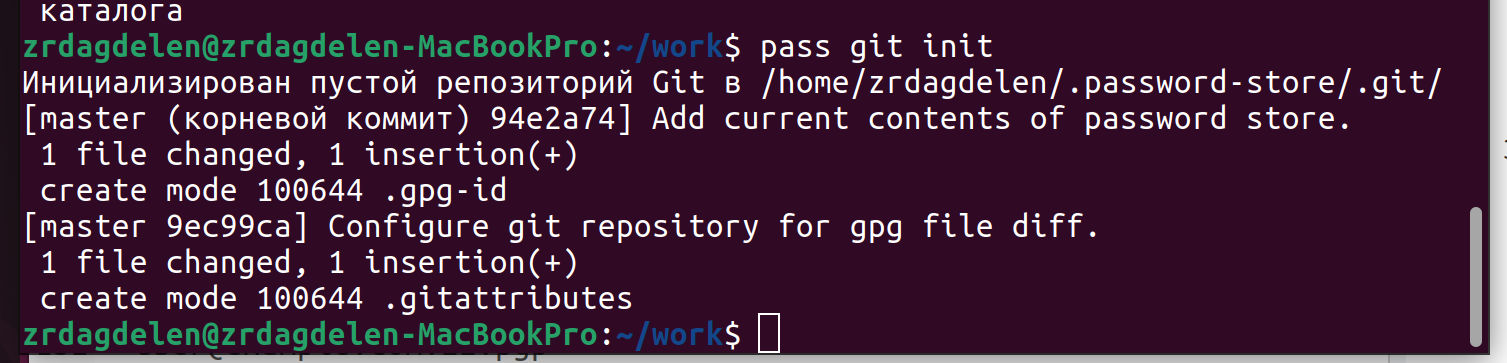 каталога
zrdagdelen@zrdagdelen-MacBookPro:~/work$ pass git init
Инициализирован пустой репозиторий Git в /home/zrdagdelen/.password-store/.git/
[master (корневой коммит) 94e2a74] Add current contents of password store.
 1 file changed, 1 insertion(+)
 create mode 100644 .gpg-id
[master 9ec99ca] Configure git repository for gpg file diff.
 1 file changed, 1 insertion(+)
 create mode 100644 .gitattributes
zrdagdelen@zrdagdelen-MacBookPro:~/work$